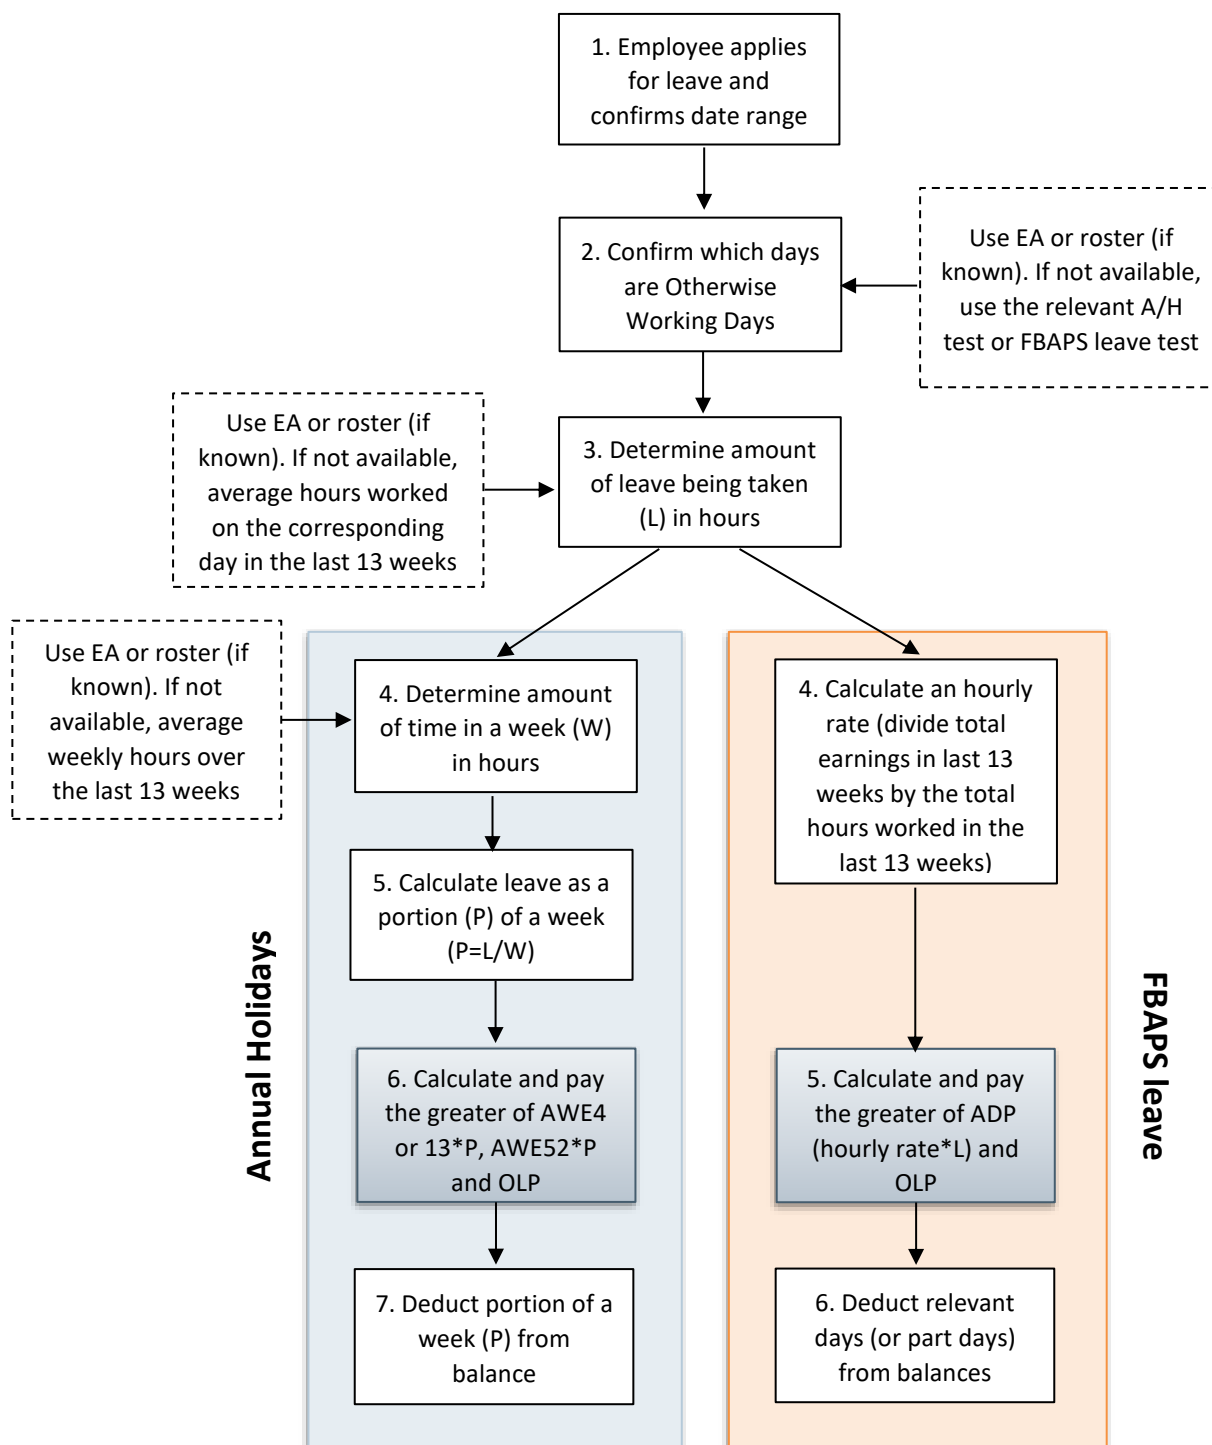 1. Employee applies
for leave and
confirms date range
2. Confirm which days
are Otherwise
Working Days
Use EA or roster (if
known). If not available,
use the relevant A/H
test or FBAPS leave test
Use EA or roster (if
known). If not available,
average hours worked
on the corresponding
day in the last 13 weeks
3. Determine amount
of leave being taken
(L) in hours
Use EA or roster (if
known). If not
available, average
weekly hours over
the last 13 weeks
Annual Holidays
4. Determine amount
of time in a week (W)
in hours
5. Calculate leave as a
portion (P) of a week
(P=L/W)
6. Calculate and pay
the greater of AWE4
or 13*P, AWE52*P
and OLP
7. Deduct portion of a
week (P) from
balance
4. Calculate an hourly
rate (divide total
earnings in last 13
weeks by the total
hours worked in the
last 13 weeks)
5. Calculate and pay
the greater of ADP
(hourly rate*L) and
OLP
6. Deduct relevant
days (or part days)
from balances
FBAPS leave